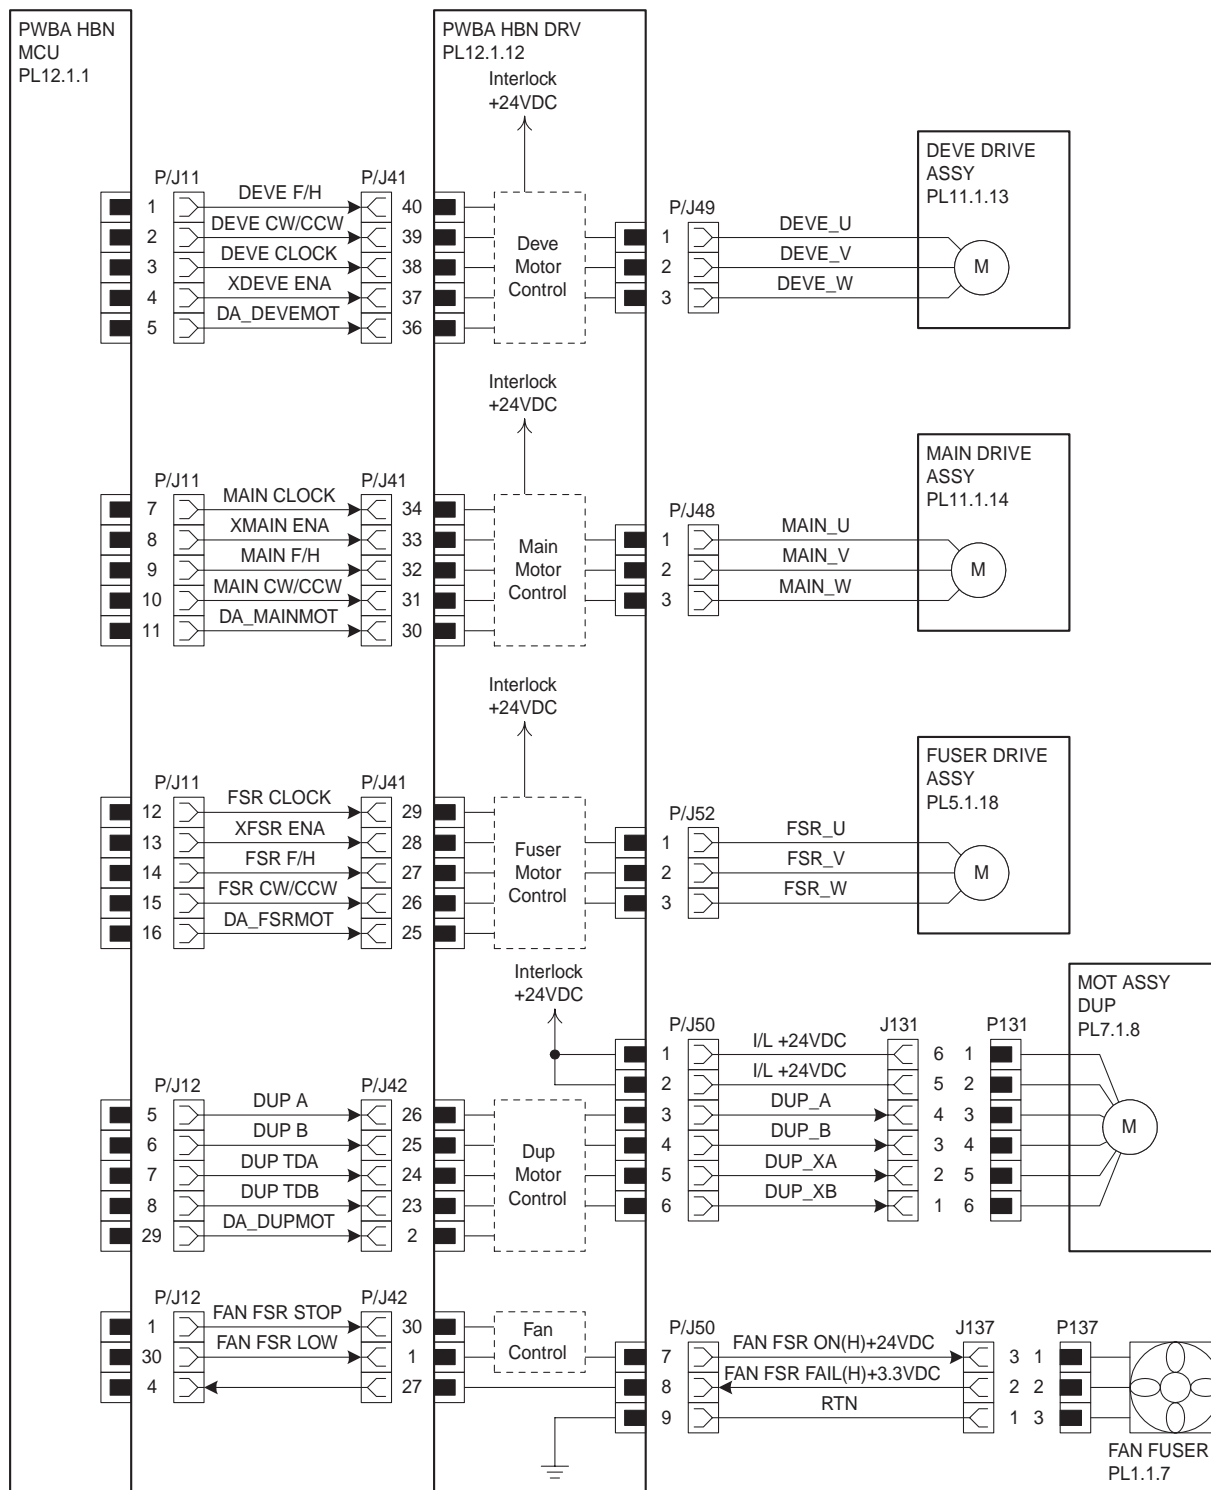 PWBA HBN
MCU
PL12.1.1
PWBA HBN DRV
PL12.1.12
Interlock
+24VDC
DEVE DRIVE
ASSY
PL11.1.13
P/J11
P/J41
P/J49
1 DEVE F/H 40
2 DEVE CW/CCW 39
3 DEVE CLOCK 38
4 XDEVE ENA 37
5 DA_DEVEMOT 36
Deve
Motor
Control
1 DEVE_U
2 DEVE_V
3 DEVE_W
M
Interlock
+24VDC
MAIN DRIVE
ASSY
PL11.1.14
P/J11
P/J41
P/J48
7 MAIN CLOCK 34
8 XMAIN ENA 33
9 MAIN F/H 32
10 MAIN CW/CCW 31
11 DA_MAINMOT 30
Main
Motor
Control
1 MAIN_U
2 MAIN_V
3 MAIN_W
M
Interlock
+24VDC
FUSER DRIVE
ASSY
PL5.1.18
P/J11
P/J41
P/J52
12 FSR CLOCK 29
13 XFSR ENA 28
14 FSR F/H 27
15 FSR CW/CCW 26
16 DA_FSRMOT 25
Fuser
Motor
Control
1 FSR_U
2 FSR_V
3 FSR_W
M
Interlock
+24VDC
MOT ASSY
DUP
PL7.1.8
P/J50
J131
P131
1 I/L +24VDC 6 1
2 I/L +24VDC 5 2
3 DUP_A 4 3
4 DUP_B 3 4
5 DUP_XA 2 5
6 DUP_XB 1 6
M
P/J12
P/J42
5 DUP A 26
6 DUP B 25
7 DUP TDA 24
8 DUP TDB 23
29 DA_DUPMOT 2
Dup
Motor
Control
P/J12
P/J42
1 FAN FSR STOP 30
30 FAN FSR LOW 1
4 27
Fan
Control
P/J50
J137
P137
7 FAN FSR ON(H)+24VDC 3 1
8 FAN FSR FAIL(H)+3.3VDC 2 2
9 RTN 1 3
FAN FUSER
PL1.1.7